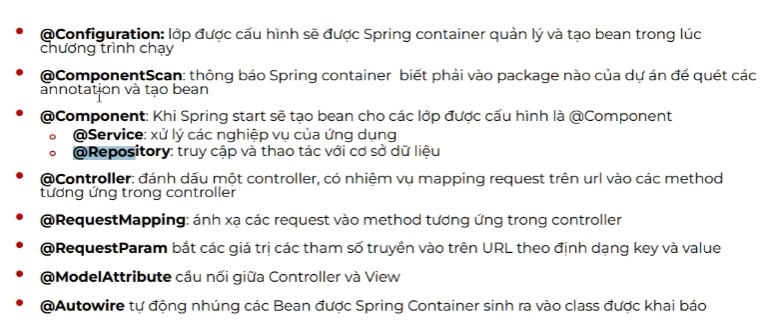 @Configuration: lớp được cấu hình sẽ được Spring container quản lý và tạo bean trong lúc
chương trình chạy
@ComponentScan: thông báo Spring container biết phải vào package nào của dự án để quét các
annotation và tạo bean
@Component: Khi Spring start sẽ tạo bean cho các lớp được cấu hình là @Component
@Service: xử lý các nghiệp vụ của ứng dụng
@Repository: truy cập và thao tác với cơ sở dữ liệu
@Controller: đánh dấu một controller, có nhiệm vụ mapping request trên url vào các method
tương ứng trong controller
@RequestMapping: ánh xạ các request vào method tương ứng trong controller
@RequestParam bắt các giá trị các tham số truyền vào trên URL theo định dạng key và value
@ModelAttribute cầu nối giữa Controller và View
@Autowire tự động nhúng các Bean được Spring Container sinh ra vào class được khai báo